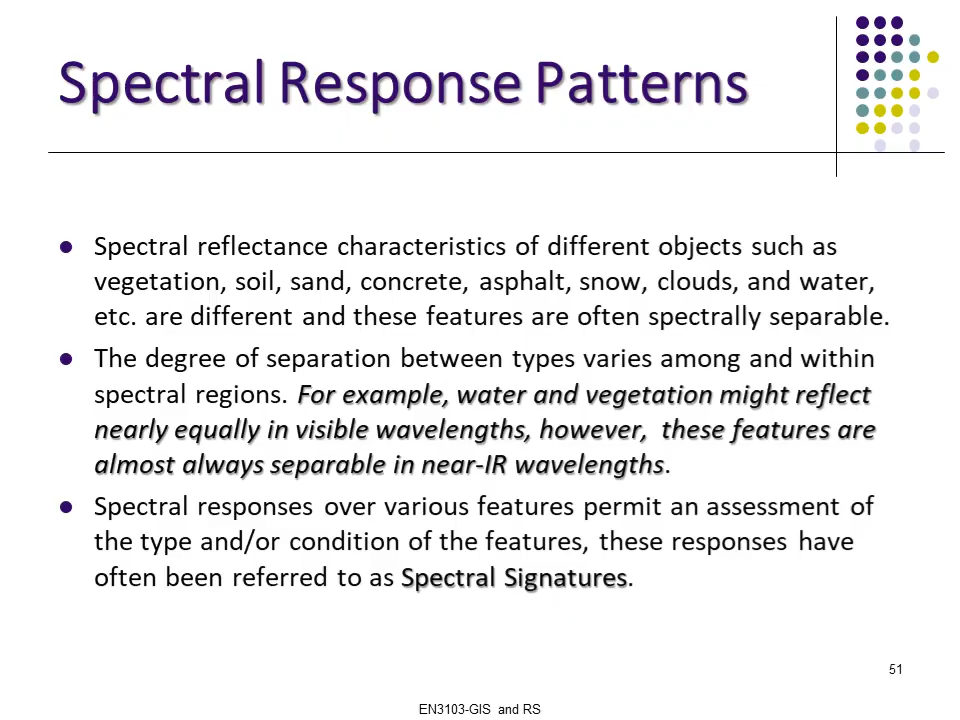 Spectral Response Patterns
● Spectral reflectance characteristics of different objects such as
vegetation, soil, sand, concrete, asphalt, snow, clouds, and water,
etc. are different and these features are often spectrally separable.
● The degree of separation between types varies among and within
spectral regions. For example, water and vegetation might reflect
nearly equally in visible wavelengths, however, these features are
almost always separable in near-IR wavelengths.
● Spectral responses over various features permit an assessment of
the type and/or condition of the features, these responses have
often been referred to as Spectral Signatures.
51
EN3103-GIS and RS